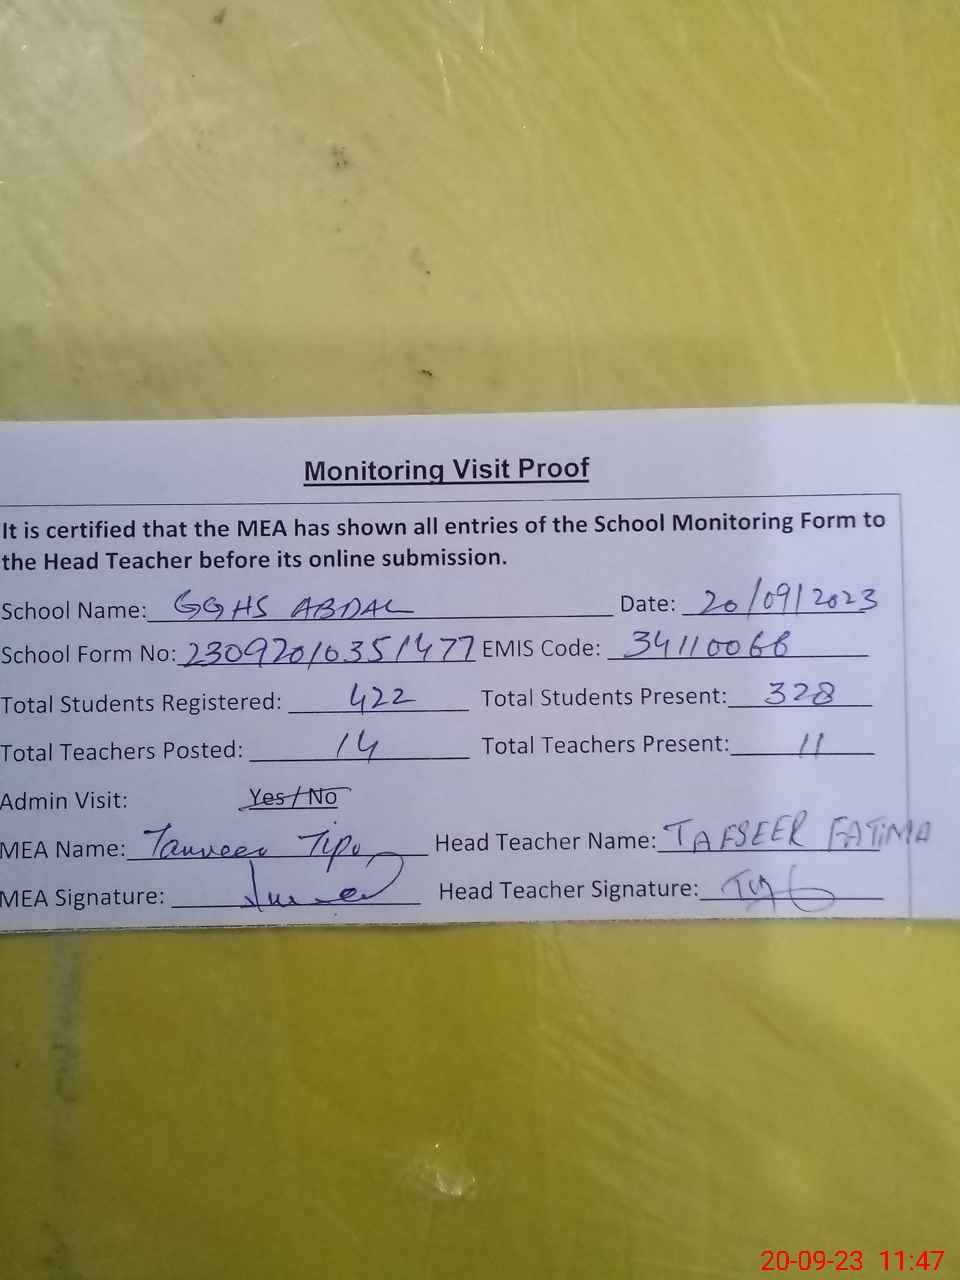 Monitoring Visit Proof
It is certified that the MEA has shown all entries of the School Monitoring Form to
the Head Teacher before its online submission.
School Name: GGHS ABDAL Date: 20/09/2023
School Form No: 23092010351477 EMIS Code: 34110066
Total Students Registered: 422 Total Students Present: 328
Total Teachers Posted: 14 Total Teachers Present: 11
Admin Visit: Yes/No
MEA Name: Tanveer Tipu Head Teacher Name: TAFSEER FATIMA
MEA Signature: Head Teacher Signature:
20-09-23 11:47